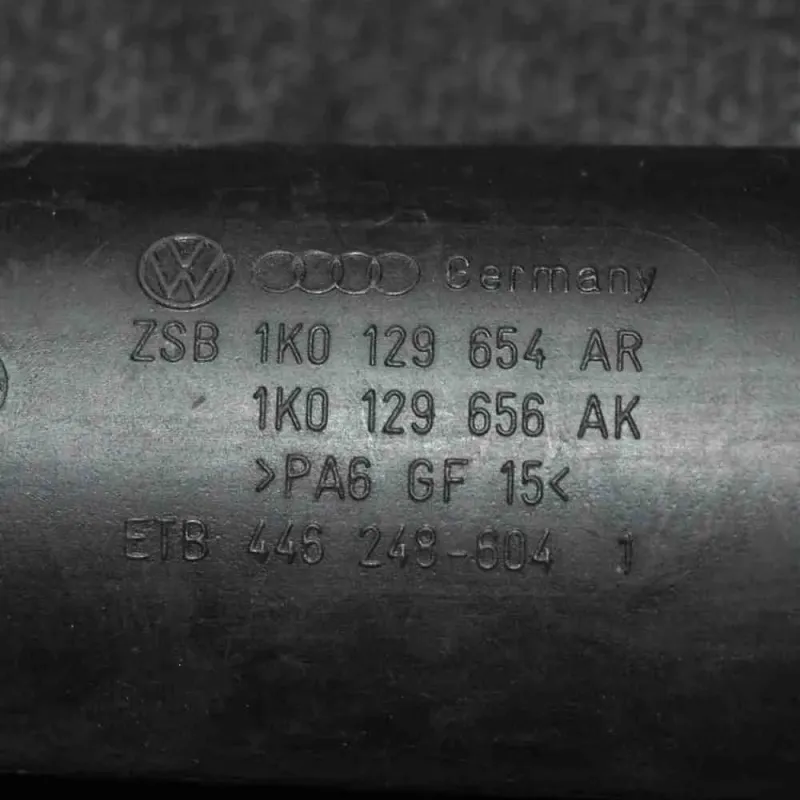 Germany
ZSB 1K0 129 654 AR
1K0 129 656 AK
>PA6 GF 15<
ETB 446 248-604 1